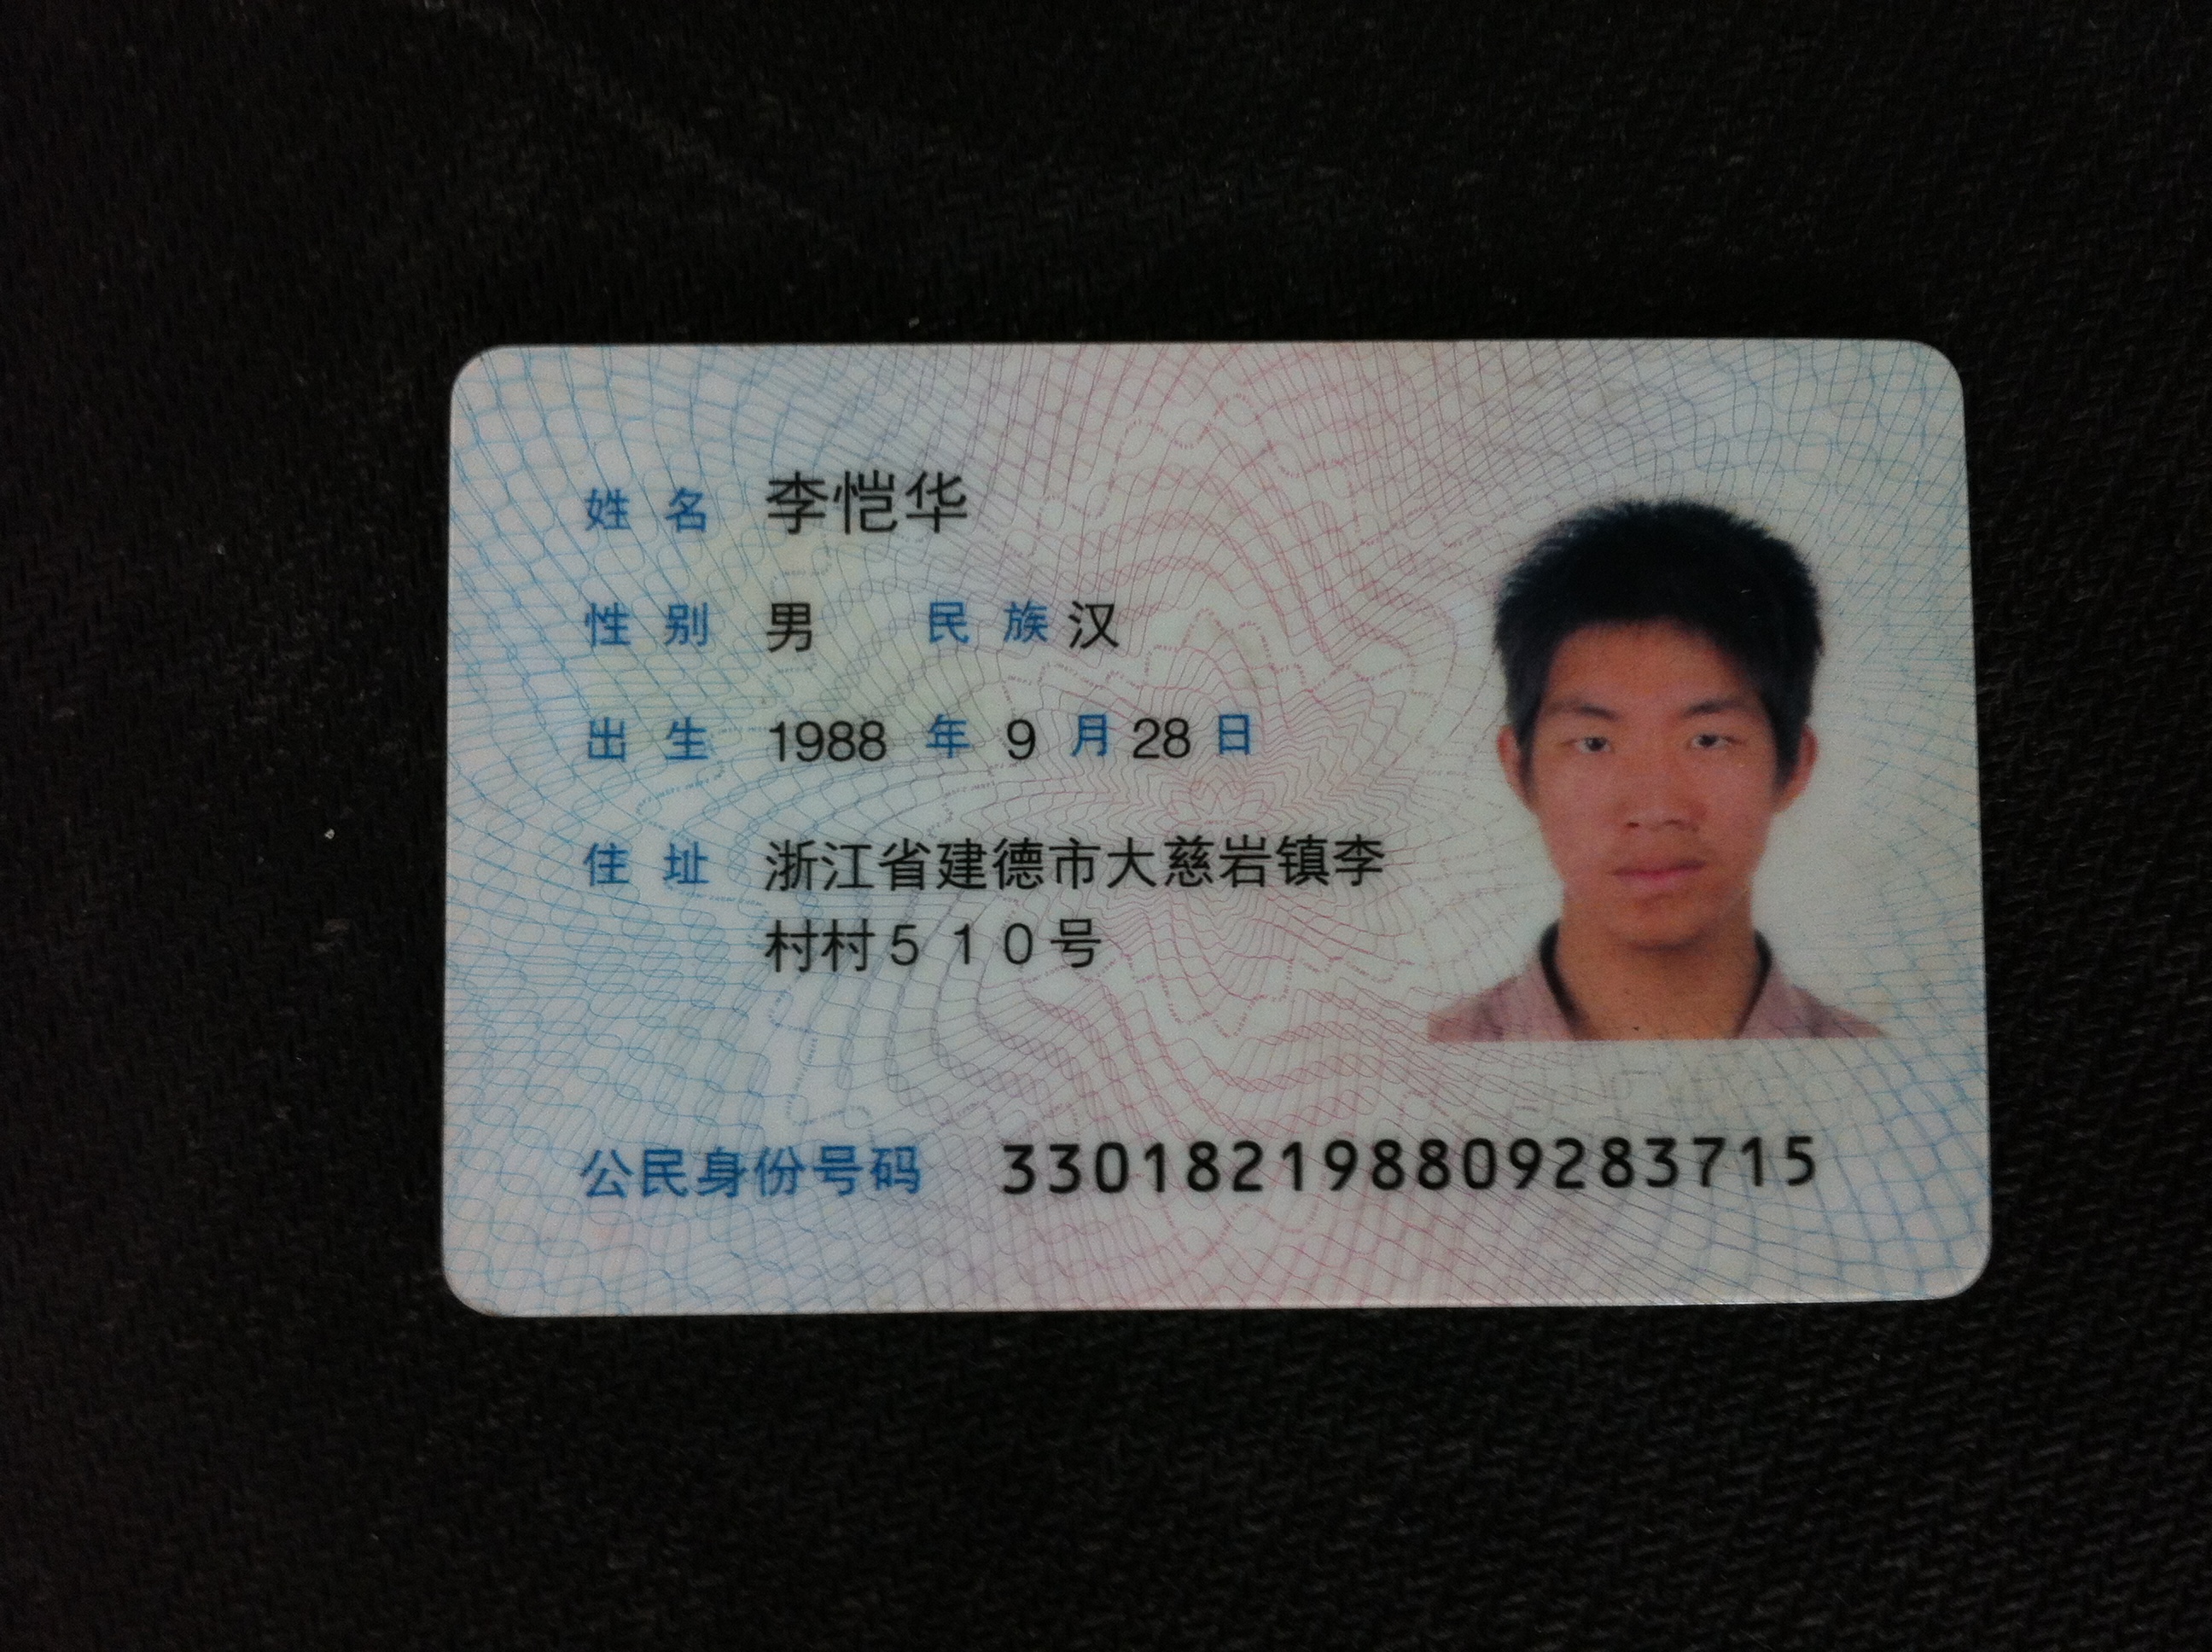 姓名 李恺华
性别 男 民族 汉
出生 1988 年 9 月 28 日
住址 浙江省建德市大慈岩镇李
村村510号
公民身份号码 330182198809283715